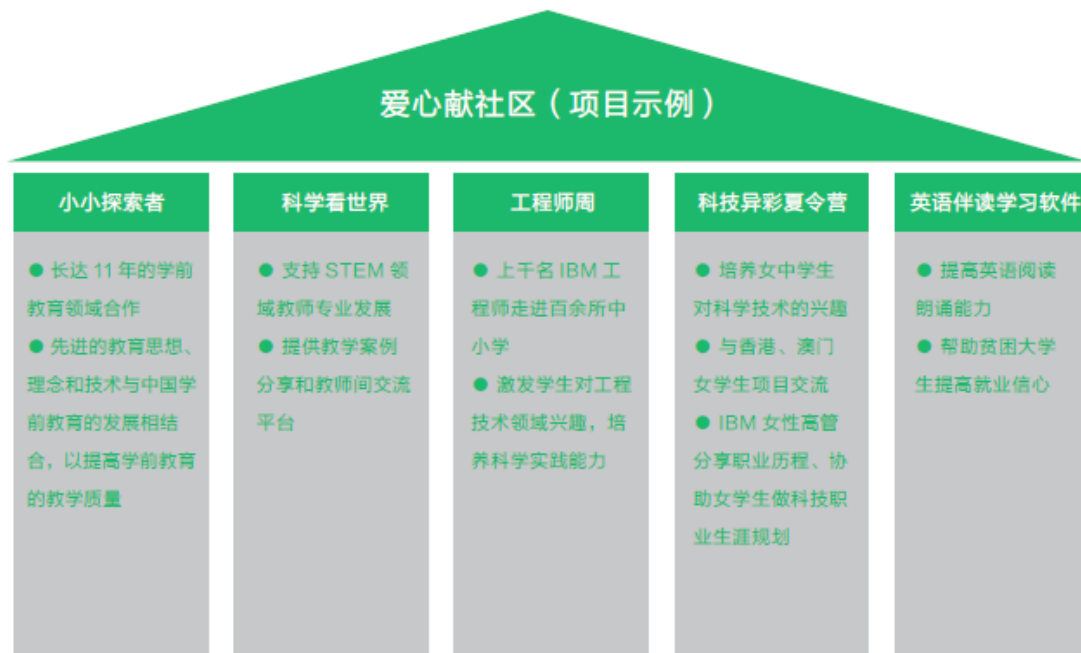 爱心献社区（项目示例）
小小探索者
● 长达 11 年的学前
教育领域合作
● 先进的教育思想、
理念和技术与中国学
前教育的发展相结
合，以提高学前教育
的教学质量
科学看世界
● 支持 STEM 领
域教师专业发展
● 提供教学案例
分享和教师间交流
平台
工程师周
● 上千名 IBM 工
程师走进百余所中
小学
● 激发学生对工程
技术领域兴趣，培
养科学实践能力
科技异彩夏令营
● 培养女中学生
对科学技术的兴趣
● 与香港、澳门
女学生项目交流
● IBM 女性高管
分享职业历程、协
助女学生做科技职
业生涯规划
英语伴读学习软件
● 提高英语阅读
朗诵能力
● 帮助贫困大学
生提高就业信心